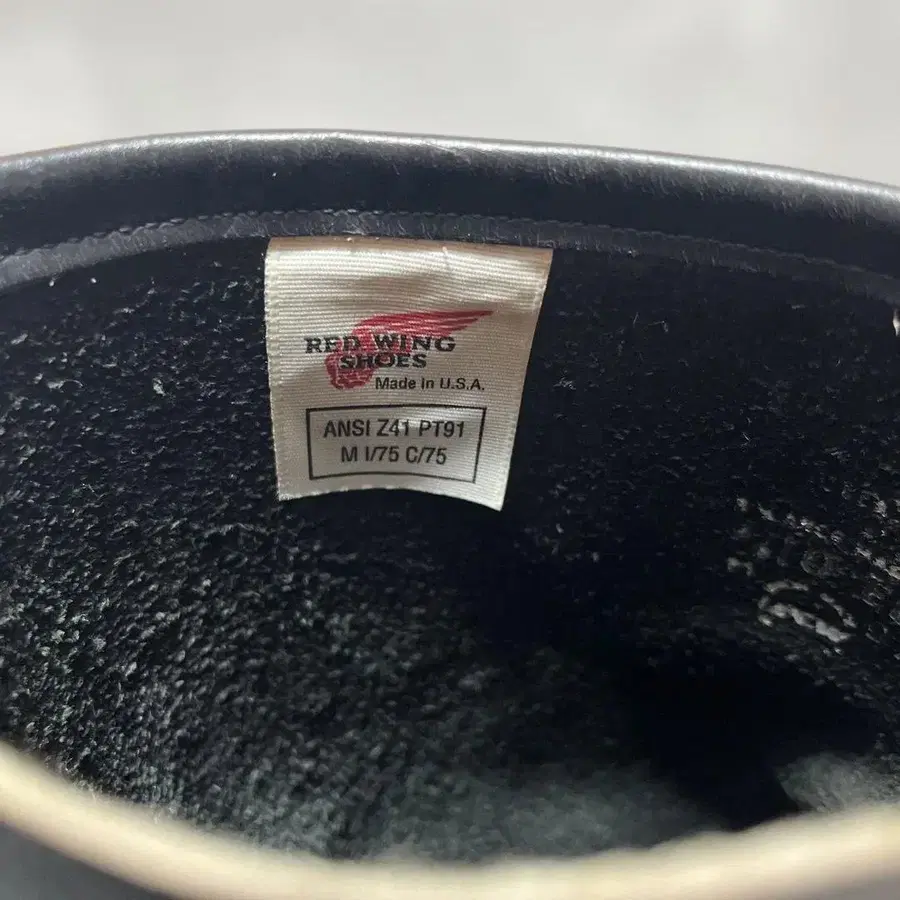 RED WING
SHOES
Made in U.S.A.
ANSI Z41 PT91
M I/75 C/75